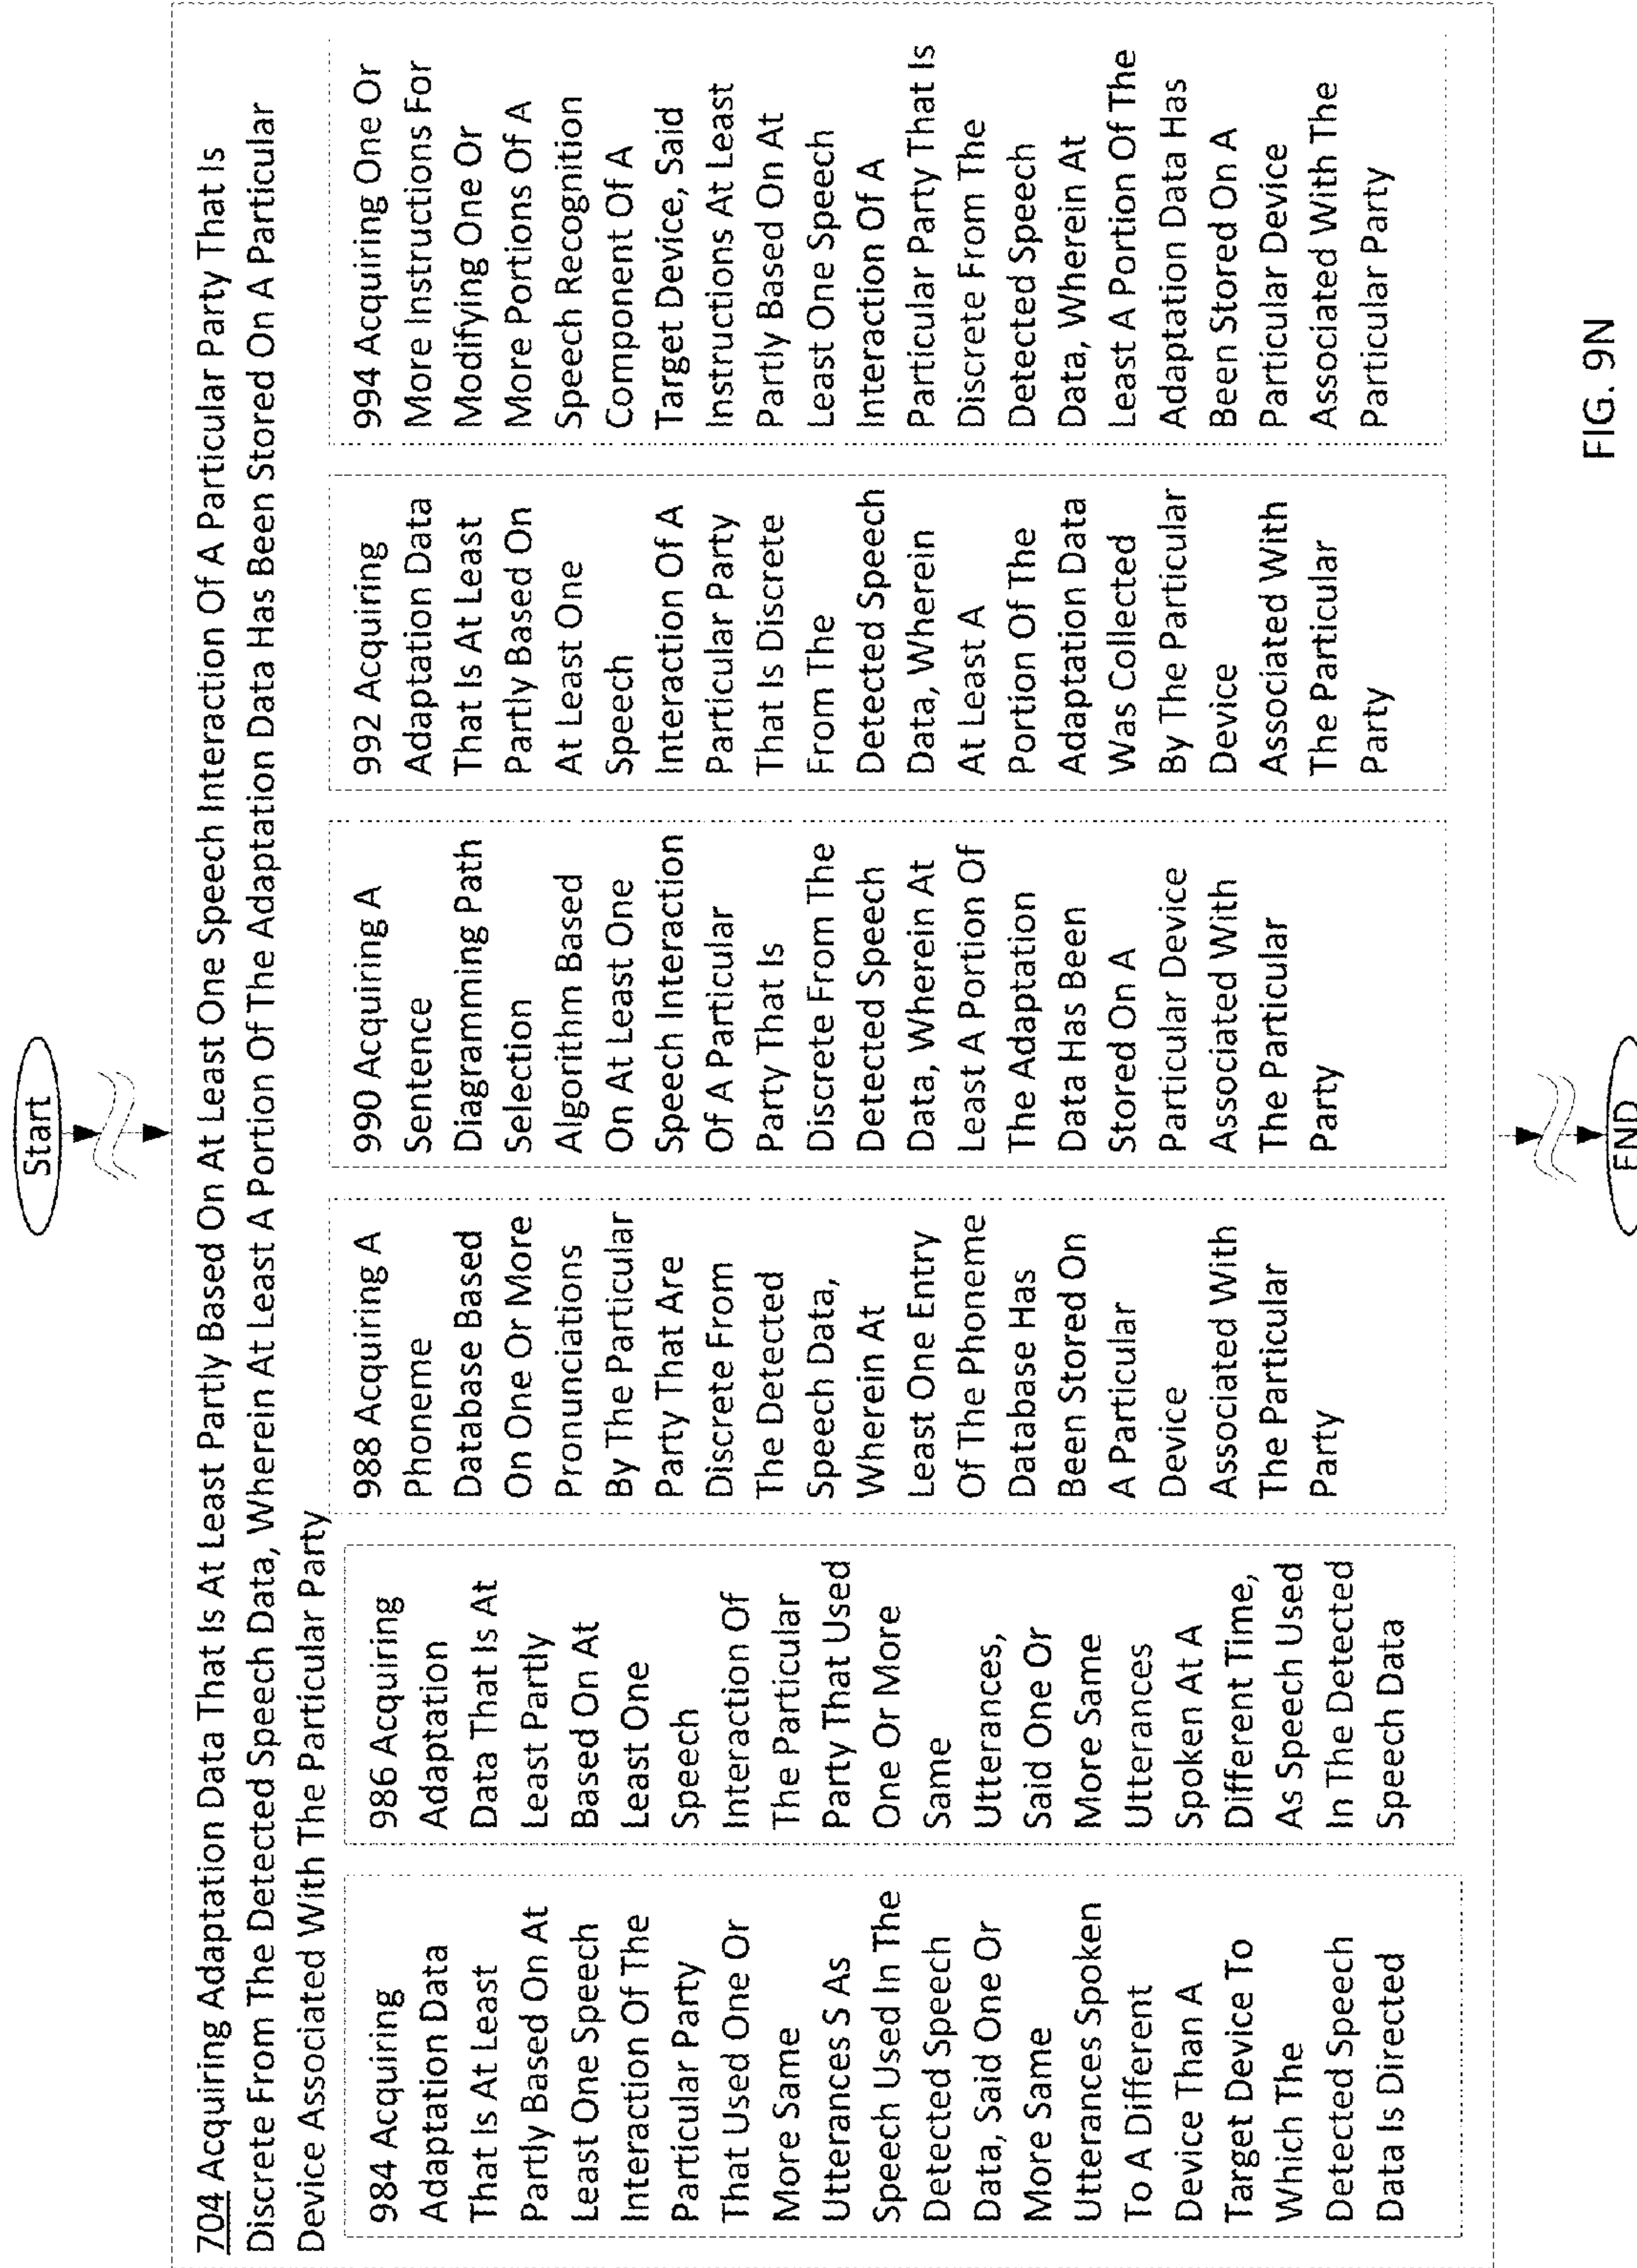 Start
704 Acquiring Adaptation Data That Is At Least Partly Based On At Least One Speech Interaction Of A Particular Party That Is
Discrete From The Detected Speech Data, Wherein At Least A Portion Of The Adaptation Data Has Been Stored On A Particular
Device Associated With The Particular Party
984 Acquiring
Adaptation Data
That Is At Least
Partly Based On At
Least One Speech
Interaction Of The
Particular Party
That Used One Or
More Same
Utterances S As
Speech Used In The
Detected Speech
Data, Said One Or
More Same
Utterances Spoken
To A Different
Device Than A
Target Device To
Which The
Detected Speech
Data Is Directed
986 Acquiring
Adaptation
Data That Is At
Least Partly
Based On At
Least One
Speech
Interaction Of
The Particular
Party That Used
One Or More
Same
Utterances,
Said One Or
More Same
Utterances
Spoken At A
Different Time,
As Speech Used
In The Detected
Speech Data
988 Acquiring A
Phoneme
Database Based
On One Or More
Pronunciations
By The Particular
Party That Are
Discrete From
The Detected
Speech Data,
Wherein At
Least One Entry
Of The Phoneme
Database Has
Been Stored On
A Particular
Device
Associated With
The Particular
Party
990 Acquiring A
Sentence
Diagramming Path
Selection
Algorithm Based
On At Least One
Speech Interaction
Of A Particular
Party That Is
Discrete From The
Detected Speech
Data, Wherein At
Least A Portion Of
The Adaptation
Data Has Been
Stored On A
Particular Device
Associated With
The Particular
Party
992 Acquiring
Adaptation Data
That Is At Least
Partly Based On
At Least One
Speech
Interaction Of A
Particular Party
That Is Discrete
From The
Detected Speech
Data, Wherein
At Least A
Portion Of The
Adaptation Data
Was Collected
By The Particular
Device
Associated With
The Particular
Party
994 Acquiring One Or
More Instructions For
Modifying One Or
More Portions Of A
Speech Recognition
Component Of A
Target Device, Said
Instructions At Least
Partly Based On At
Least One Speech
Interaction Of A
Particular Party That Is
Discrete From The
Detected Speech
Data, Wherein At
Least A Portion Of The
Adaptation Data Has
Been Stored On A
Particular Device
Associated With The
Particular Party
END
FIG. 9N